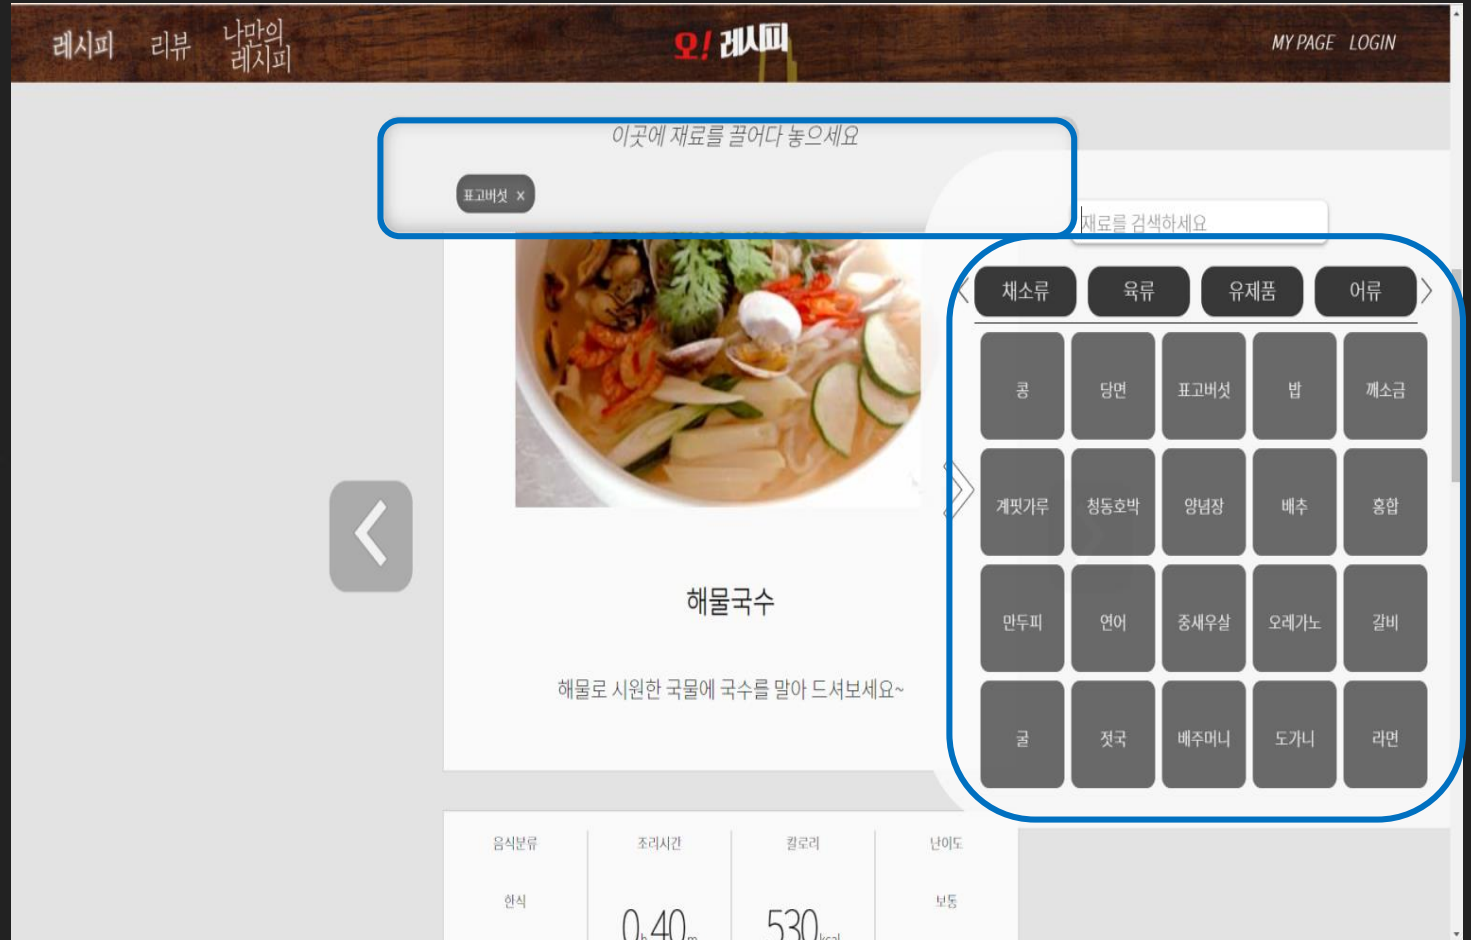 레시피
리뷰
나만의
레시피
오! 레시피
MY PAGE LOGIN
이곳에 재료를 끌어다 놓으세요
표고버섯 ×
재료를 검색하세요
채소류 육류 유제품 어류
콩 당면 표고버섯 밥 깨소금
계핏가루 청동호박 양념장 배추 홍합
만두피 연어 중새우살 오레가노 갈비
굴 젓국 배주머니 도가니 라면
해물국수
해물로 시원한 국물에 국수를 말아 드셔보세요~
음식분류 조리시간 칼로리 난이도
한식 0h 40m 530kcal 보통